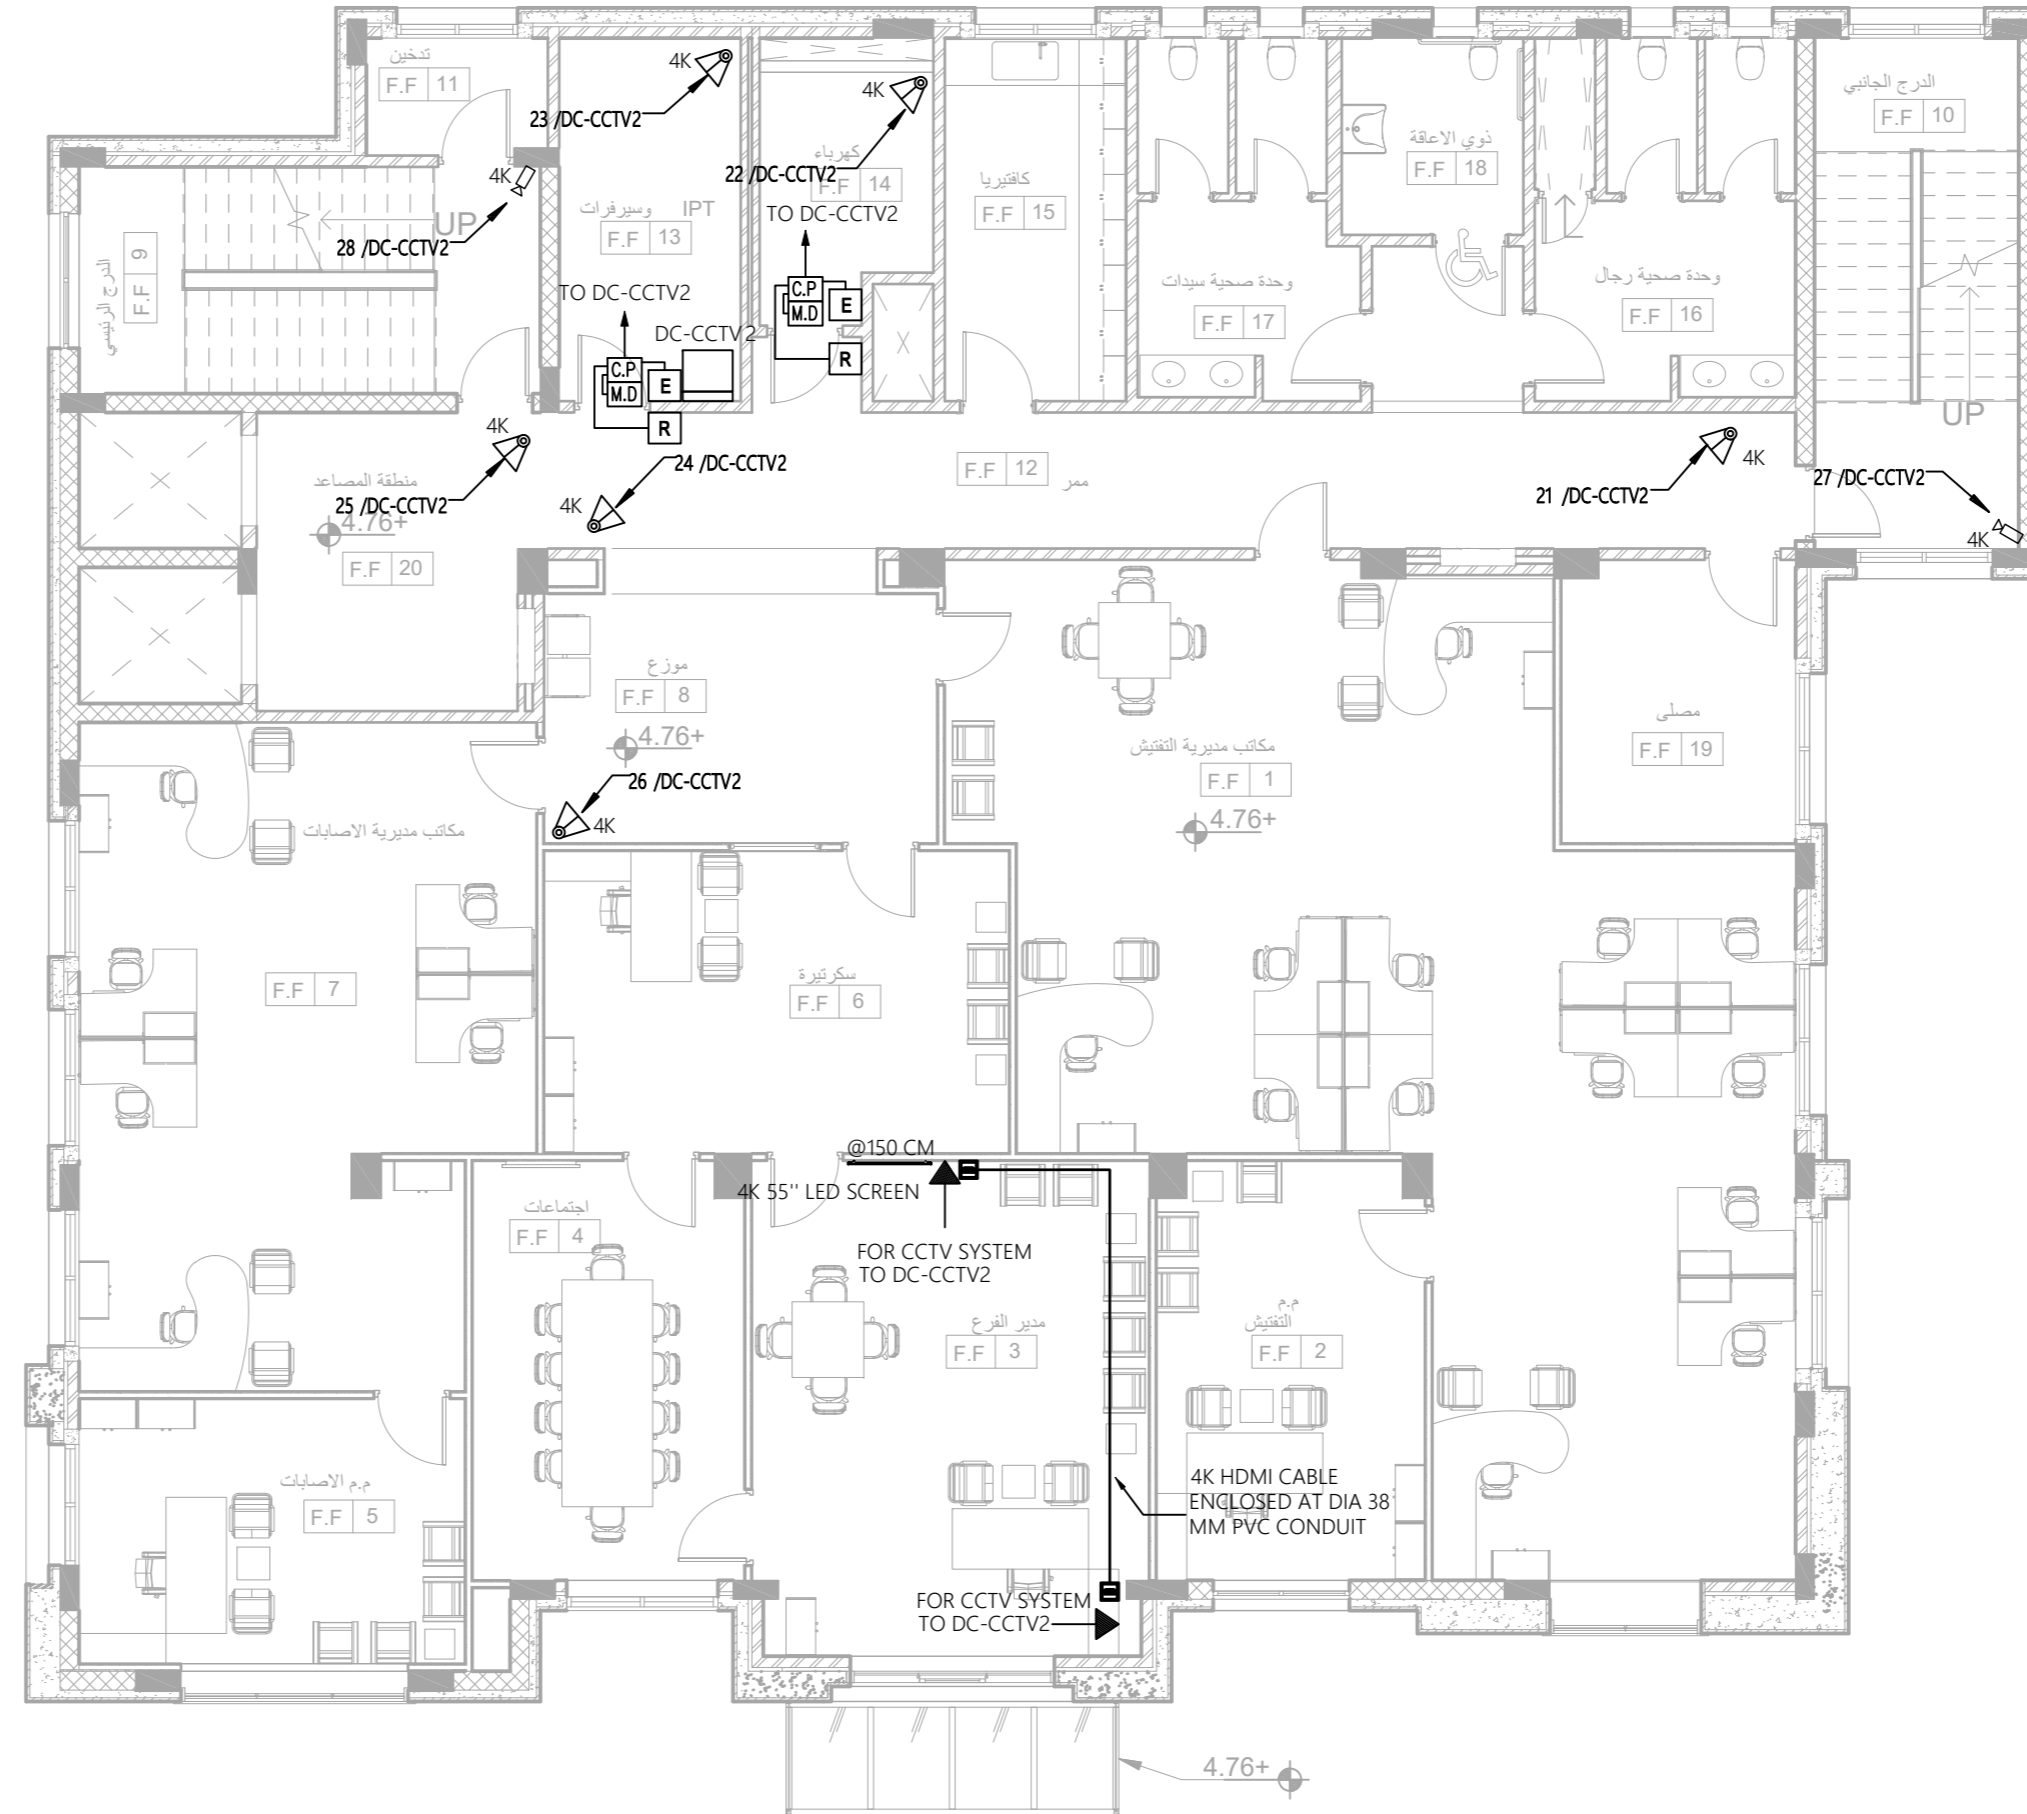 تدخين
F.F 11
4K
23 /DC-CCTV2
4K
22 /DC-CCTV2
كهرباء
F.F 14
TO DC-CCTV2
C.P
M.D
E
R
4K
28 /DC-CCTV2
UP
F.F 9
الدرج الرئيسي
IPT وسيرفرات
F.F 13
TO DC-CCTV2
DC-CCTV2
C.P
M.D
E
R
كافتيريا
F.F 15
ذوي الاعاقة
F.F 18
الدرج الجانبي
F.F 10
وحدة صحية سيدات
F.F 17
وحدة صحية رجال
F.F 16
UP
4K
25 /DC-CCTV2
منطقة المصاعد
4.76+
F.F 20
24 /DC-CCTV2
4K
F.F 12
ممر
4K
21 /DC-CCTV2
27 /DC-CCTV2
4K
موزع
F.F 8
4.76+
26 /DC-CCTV2
4K
مكاتب مديرية التفتيش
F.F 1
4.76+
مصلى
F.F 19
مكاتب مديرية الاصابات
F.F 7
سكرتيرة
F.F 6
@150 CM
4K 55'' LED SCREEN
FOR CCTV SYSTEM
TO DC-CCTV2
اجتماعات
F.F 4
مدير الفرع
F.F 3
م.م
التفتيش
F.F 2
م.م الاصابات
F.F 5
4K HDMI CABLE
ENCLOSED AT DIA 38
MM PVC CONDUIT
FOR CCTV SYSTEM
TO DC-CCTV2
4.76+